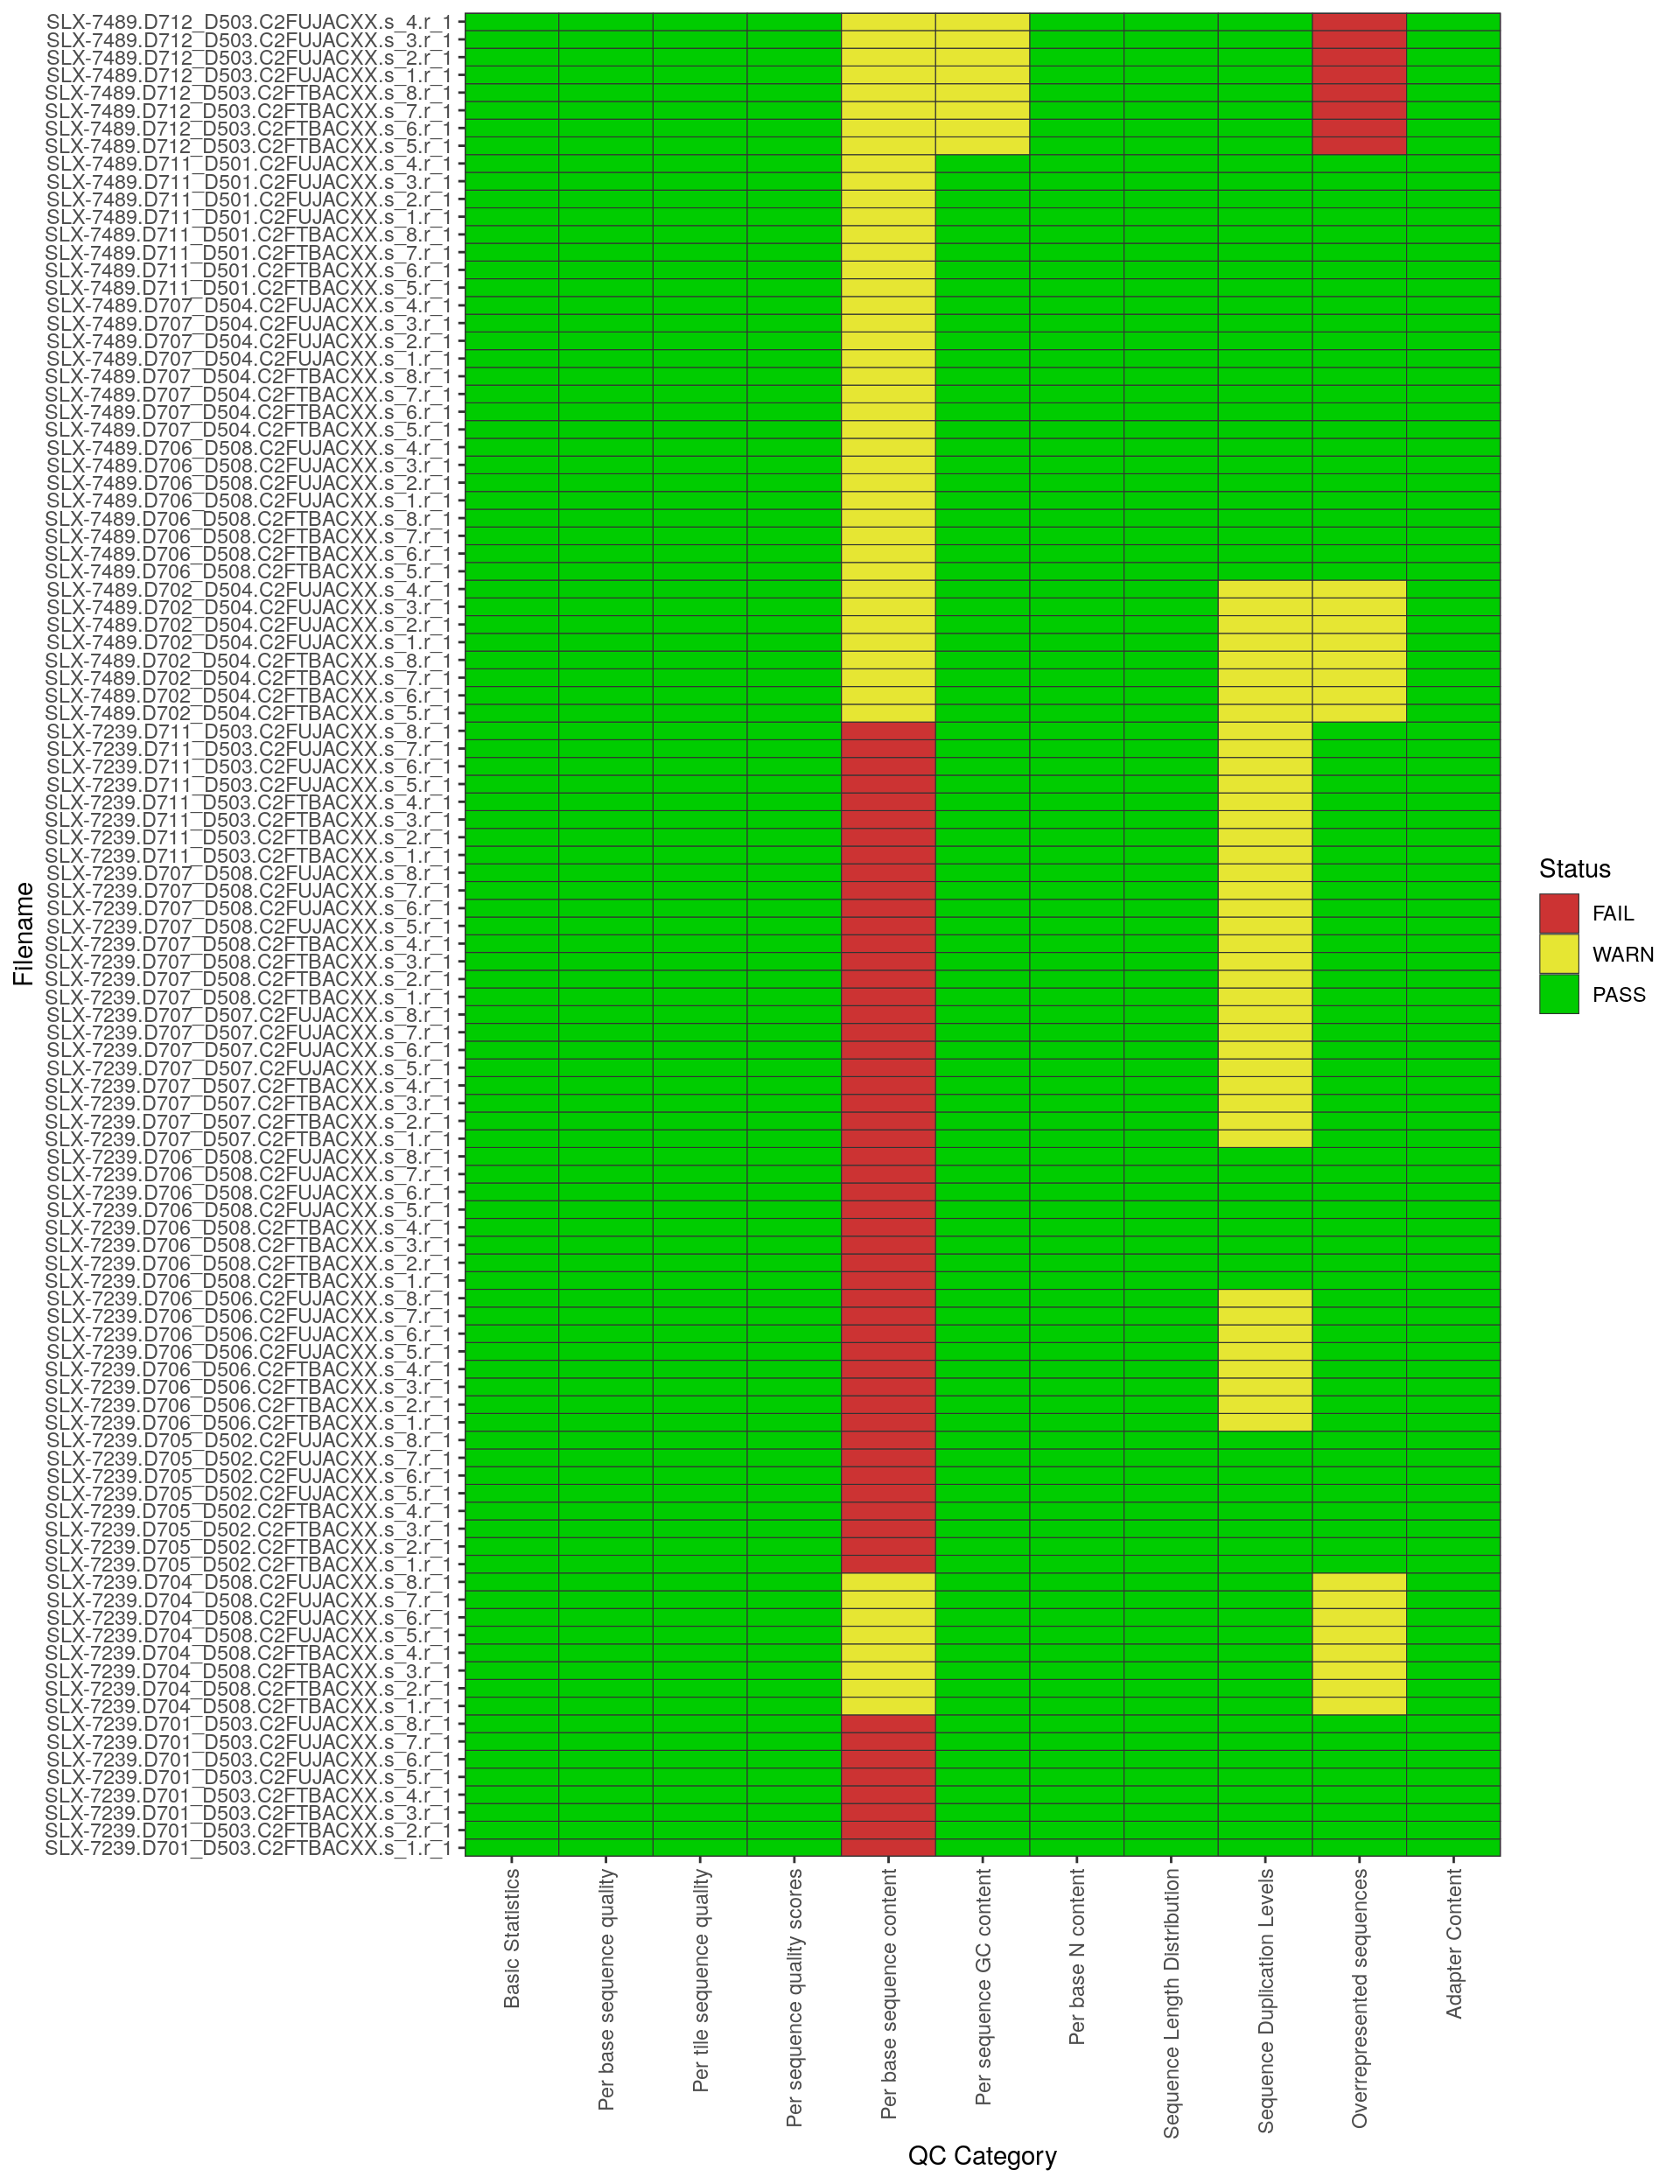 SLX-7489.D712_D503.C2FUJACXX.s_4.r_1
SLX-7489.D712_D503.C2FUJACXX.s_3.r_1
SLX-7489.D712_D503.C2FUJACXX.s_2.r_1
SLX-7489.D712_D503.C2FUJACXX.s_1.r_1
SLX-7489.D712_D503.C2FTBACXX.s_8.r_1
SLX-7489.D712_D503.C2FTBACXX.s_7.r_1
SLX-7489.D712_D503.C2FTBACXX.s_6.r_1
SLX-7489.D712_D503.C2FTBACXX.s_5.r_1
SLX-7489.D711_D501.C2FUJACXX.s_4.r_1
SLX-7489.D711_D501.C2FUJACXX.s_3.r_1
SLX-7489.D711_D501.C2FUJACXX.s_2.r_1
SLX-7489.D711_D501.C2FUJACXX.s_1.r_1
SLX-7489.D711_D501.C2FTBACXX.s_8.r_1
SLX-7489.D711_D501.C2FTBACXX.s_7.r_1
SLX-7489.D711_D501.C2FTBACXX.s_6.r_1
SLX-7489.D711_D501.C2FTBACXX.s_5.r_1
SLX-7489.D707_D504.C2FUJACXX.s_4.r_1
SLX-7489.D707_D504.C2FUJACXX.s_3.r_1
SLX-7489.D707_D504.C2FUJACXX.s_2.r_1
SLX-7489.D707_D504.C2FUJACXX.s_1.r_1
SLX-7489.D707_D504.C2FTBACXX.s_8.r_1
SLX-7489.D707_D504.C2FTBACXX.s_7.r_1
SLX-7489.D707_D504.C2FTBACXX.s_6.r_1
SLX-7489.D707_D504.C2FTBACXX.s_5.r_1
SLX-7489.D706_D508.C2FUJACXX.s_4.r_1
SLX-7489.D706_D508.C2FUJACXX.s_3.r_1
SLX-7489.D706_D508.C2FUJACXX.s_2.r_1
SLX-7489.D706_D508.C2FUJACXX.s_1.r_1
SLX-7489.D706_D508.C2FTBACXX.s_8.r_1
SLX-7489.D706_D508.C2FTBACXX.s_7.r_1
SLX-7489.D706_D508.C2FTBACXX.s_6.r_1
SLX-7489.D706_D508.C2FTBACXX.s_5.r_1
SLX-7489.D702_D504.C2FUJACXX.s_4.r_1
SLX-7489.D702_D504.C2FUJACXX.s_3.r_1
SLX-7489.D702_D504.C2FUJACXX.s_2.r_1
SLX-7489.D702_D504.C2FUJACXX.s_1.r_1
SLX-7489.D702_D504.C2FTBACXX.s_8.r_1
SLX-7489.D702_D504.C2FTBACXX.s_7.r_1
SLX-7489.D702_D504.C2FTBACXX.s_6.r_1
SLX-7489.D702_D504.C2FTBACXX.s_5.r_1
SLX-7239.D711_D503.C2FUJACXX.s_8.r_1
SLX-7239.D711_D503.C2FUJACXX.s_7.r_1
SLX-7239.D711_D503.C2FUJACXX.s_6.r_1
SLX-7239.D711_D503.C2FUJACXX.s_5.r_1
SLX-7239.D711_D503.C2FTBACXX.s_4.r_1
SLX-7239.D711_D503.C2FTBACXX.s_3.r_1
SLX-7239.D711_D503.C2FTBACXX.s_2.r_1
SLX-7239.D711_D503.C2FTBACXX.s_1.r_1
SLX-7239.D707_D508.C2FUJACXX.s_8.r_1
SLX-7239.D707_D508.C2FUJACXX.s_7.r_1
SLX-7239.D707_D508.C2FUJACXX.s_6.r_1
SLX-7239.D707_D508.C2FUJACXX.s_5.r_1
SLX-7239.D707_D508.C2FTBACXX.s_4.r_1
SLX-7239.D707_D508.C2FTBACXX.s_3.r_1
SLX-7239.D707_D508.C2FTBACXX.s_2.r_1
SLX-7239.D707_D508.C2FTBACXX.s_1.r_1
SLX-7239.D707_D507.C2FUJACXX.s_8.r_1
SLX-7239.D707_D507.C2FUJACXX.s_7.r_1
SLX-7239.D707_D507.C2FUJACXX.s_6.r_1
SLX-7239.D707_D507.C2FUJACXX.s_5.r_1
SLX-7239.D707_D507.C2FTBACXX.s_4.r_1
SLX-7239.D707_D507.C2FTBACXX.s_3.r_1
SLX-7239.D707_D507.C2FTBACXX.s_2.r_1
SLX-7239.D707_D507.C2FTBACXX.s_1.r_1
SLX-7239.D706_D508.C2FUJACXX.s_8.r_1
SLX-7239.D706_D508.C2FUJACXX.s_7.r_1
SLX-7239.D706_D508.C2FUJACXX.s_6.r_1
SLX-7239.D706_D508.C2FUJACXX.s_5.r_1
SLX-7239.D706_D508.C2FTBACXX.s_4.r_1
SLX-7239.D706_D508.C2FTBACXX.s_3.r_1
SLX-7239.D706_D508.C2FTBACXX.s_2.r_1
SLX-7239.D706_D508.C2FTBACXX.s_1.r_1
SLX-7239.D706_D506.C2FUJACXX.s_8.r_1
SLX-7239.D706_D506.C2FUJACXX.s_7.r_1
SLX-7239.D706_D506.C2FUJACXX.s_6.r_1
SLX-7239.D706_D506.C2FUJACXX.s_5.r_1
SLX-7239.D706_D506.C2FTBACXX.s_4.r_1
SLX-7239.D706_D506.C2FTBACXX.s_3.r_1
SLX-7239.D706_D506.C2FTBACXX.s_2.r_1
SLX-7239.D706_D506.C2FTBACXX.s_1.r_1
SLX-7239.D705_D502.C2FUJACXX.s_8.r_1
SLX-7239.D705_D502.C2FUJACXX.s_7.r_1
SLX-7239.D705_D502.C2FUJACXX.s_6.r_1
SLX-7239.D705_D502.C2FUJACXX.s_5.r_1
SLX-7239.D705_D502.C2FTBACXX.s_4.r_1
SLX-7239.D705_D502.C2FTBACXX.s_3.r_1
SLX-7239.D705_D502.C2FTBACXX.s_2.r_1
SLX-7239.D705_D502.C2FTBACXX.s_1.r_1
SLX-7239.D704_D508.C2FUJACXX.s_8.r_1
SLX-7239.D704_D508.C2FUJACXX.s_7.r_1
SLX-7239.D704_D508.C2FUJACXX.s_6.r_1
SLX-7239.D704_D508.C2FUJACXX.s_5.r_1
SLX-7239.D704_D508.C2FTBACXX.s_4.r_1
SLX-7239.D704_D508.C2FTBACXX.s_3.r_1
SLX-7239.D704_D508.C2FTBACXX.s_2.r_1
SLX-7239.D704_D508.C2FTBACXX.s_1.r_1
SLX-7239.D701_D503.C2FUJACXX.s_8.r_1
SLX-7239.D701_D503.C2FUJACXX.s_7.r_1
SLX-7239.D701_D503.C2FUJACXX.s_6.r_1
SLX-7239.D701_D503.C2FUJACXX.s_5.r_1
SLX-7239.D701_D503.C2FTBACXX.s_4.r_1
SLX-7239.D701_D503.C2FTBACXX.s_3.r_1
SLX-7239.D701_D503.C2FTBACXX.s_2.r_1
SLX-7239.D701_D503.C2FTBACXX.s_1.r_1
Filename
Basic Statistics
Per base sequence quality
Per tile sequence quality
Per sequence quality scores
Per base sequence content
Per sequence GC content
Per base N content
Sequence Length Distribution
Sequence Duplication Levels
Overrepresented sequences
Adapter Content
QC Category
Status
FAIL
WARN
PASS